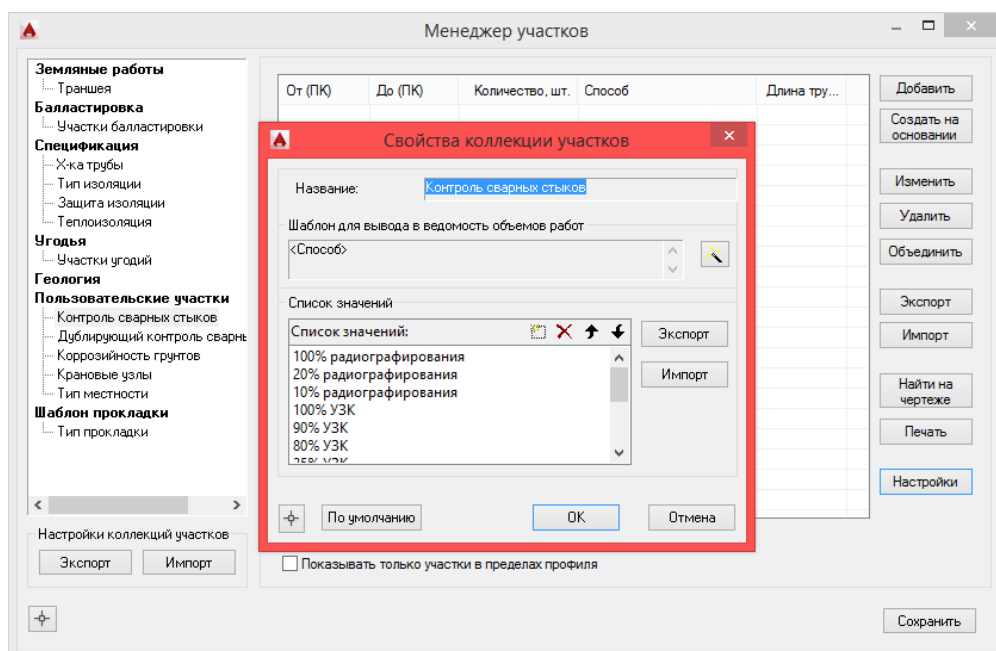 Менеджер участков
Земляные работы
Траншея
Балластировка
Участки балластировки
Спецификация
Х-ка трубы
Тип изоляции
Защита изоляции
Теплоизоляция
Угодья
Участки угодий
Геология
Пользовательские участки
Контроль сварных стыков
Дублирующий контроль сварнь
Коррозийность грунтов
Крановые узлы
Тип местности
Шаблон прокладки
Тип прокладки
Настройки коллекций участков
Экспорт Импорт
От (ПК) До (ПК) Количество, шт. Способ Длина тру...
Свойства коллекции участков
Название: Контроль сварных стыков
Шаблон для вывода в ведомость объемов работ
<Способ>
Список значений
Список значений:
100% радиографирования
20% радиографирования
10% радиографирования
100% УЗК
90% УЗК
80% УЗК
25% УЗК
Экспорт
Импорт
По умолчанию ОК Отмена
Показывать только участки в пределах профиля
Добавить
Создать на
основании
Изменить
Удалить
Объединить
Экспорт
Импорт
Найти на
чертеже
Печать
Настройки
Сохранить